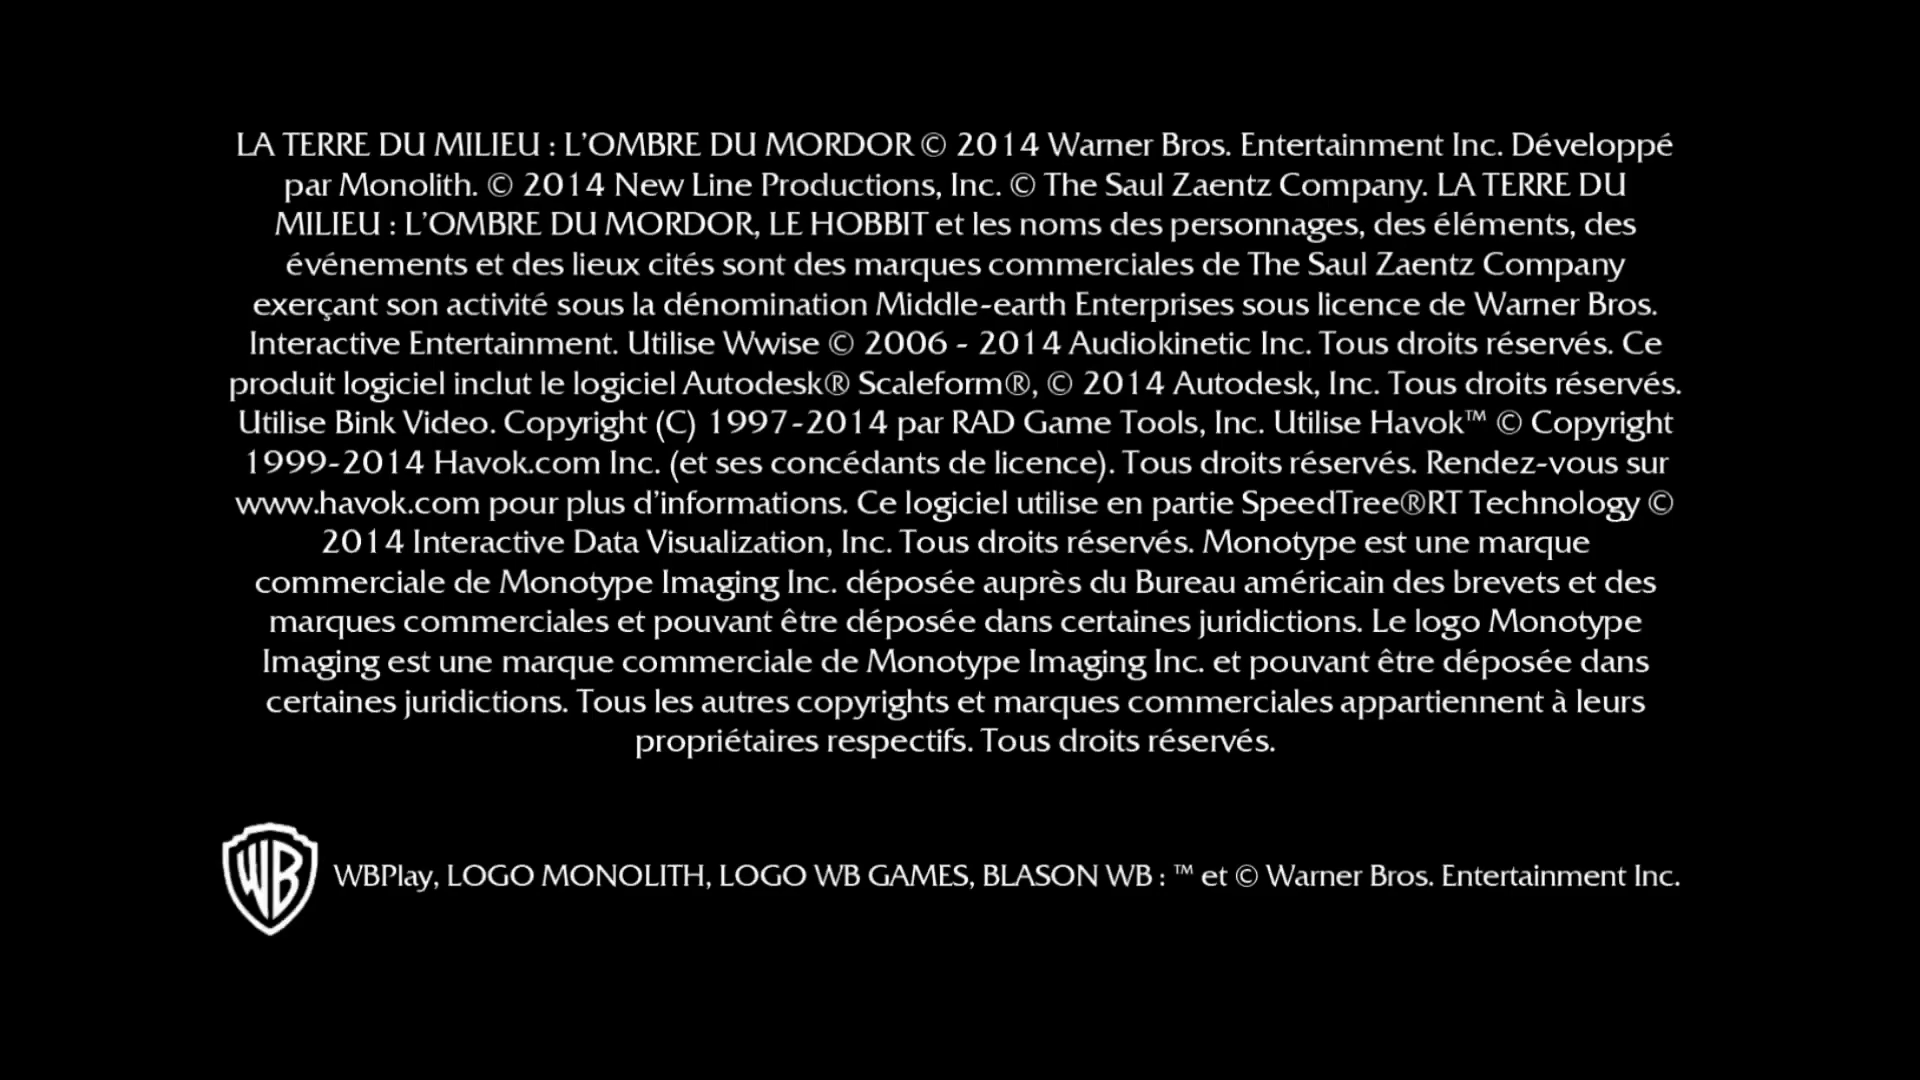 LA TERRE DU MILIEU : L’OMBRE DU MORDOR © 2014 Warner Bros. Entertainment Inc. Développé
par Monolith. © 2014 New Line Productions, Inc. © The Saul Zaentz Company. LA TERRE DU
MILIEU : L’OMBRE DU MORDOR, LE HOBBIT et les noms des personnages, des éléments, des
événements et des lieux cités sont des marques commerciales de The Saul Zaentz Company
exerçant son activité sous la dénomination Middle-earth Enterprises sous licence de Warner Bros.
Interactive Entertainment. Utilise Wwise © 2006 - 2014 Audiokinetic Inc. Tous droits réservés. Ce
produit logiciel inclut le logiciel Autodesk® Scaleform®, © 2014 Autodesk, Inc. Tous droits réservés.
Utilise Bink Video. Copyright (C) 1997-2014 par RAD Game Tools, Inc. Utilise Havok™ © Copyright
1999-2014 Havok.com Inc. (et ses concédants de licence). Tous droits réservés. Rendez-vous sur
www.havok.com pour plus d’informations. Ce logiciel utilise en partie SpeedTree®RT Technology ©
2014 Interactive Data Visualization, Inc. Tous droits réservés. Monotype est une marque
commerciale de Monotype Imaging Inc. déposée auprès du Bureau américain des brevets et des
marques commerciales et pouvant être déposée dans certaines juridictions. Le logo Monotype
Imaging est une marque commerciale de Monotype Imaging Inc. et pouvant être déposée dans
certaines juridictions. Tous les autres copyrights et marques commerciales appartiennent à leurs
propriétaires respectifs. Tous droits réservés.
WB WBPlay, LOGO MONOLITH, LOGO WB GAMES, BLASON WB : ™ et © Warner Bros. Entertainment Inc.